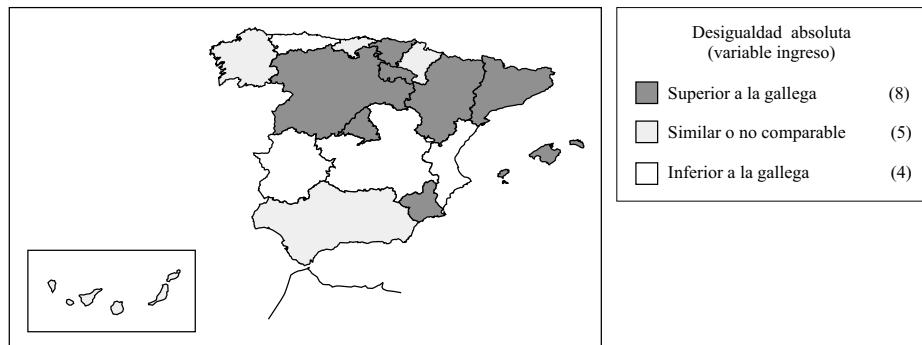 Desigualdad absoluta
(variable ingreso)
Superior a la gallega (8)
Similar o no comparable (5)
Inferior a la gallega (4)